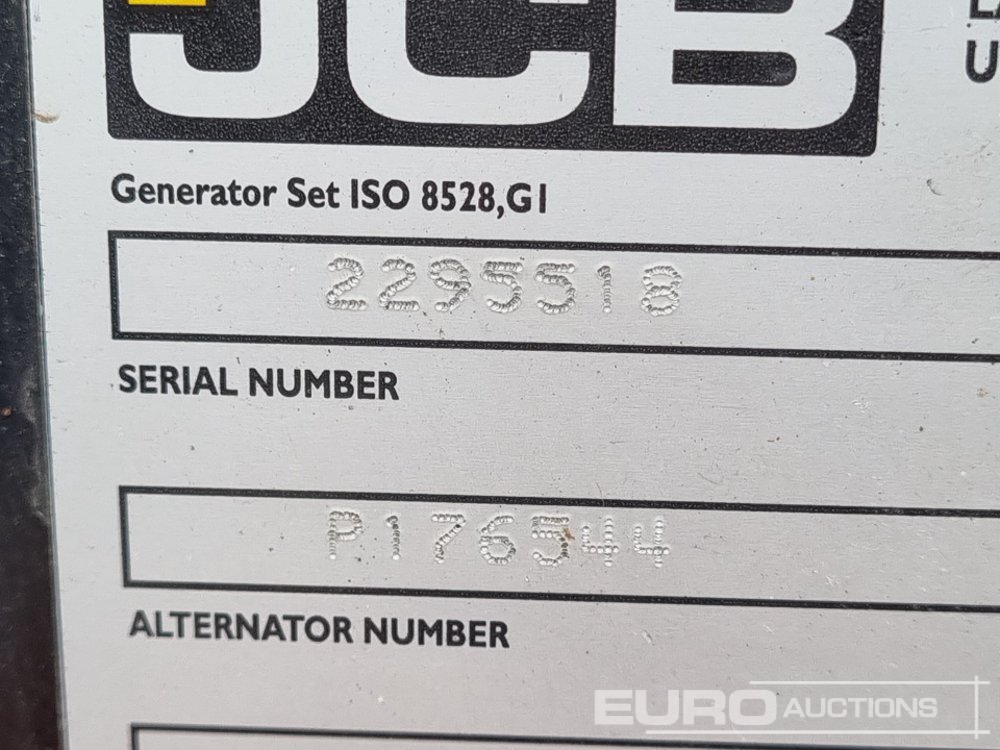 JCB
Generator Set ISO 8528,G1
2295518
SERIAL NUMBER
P176544
ALTERNATOR NUMBER
EURO AUCTIONS